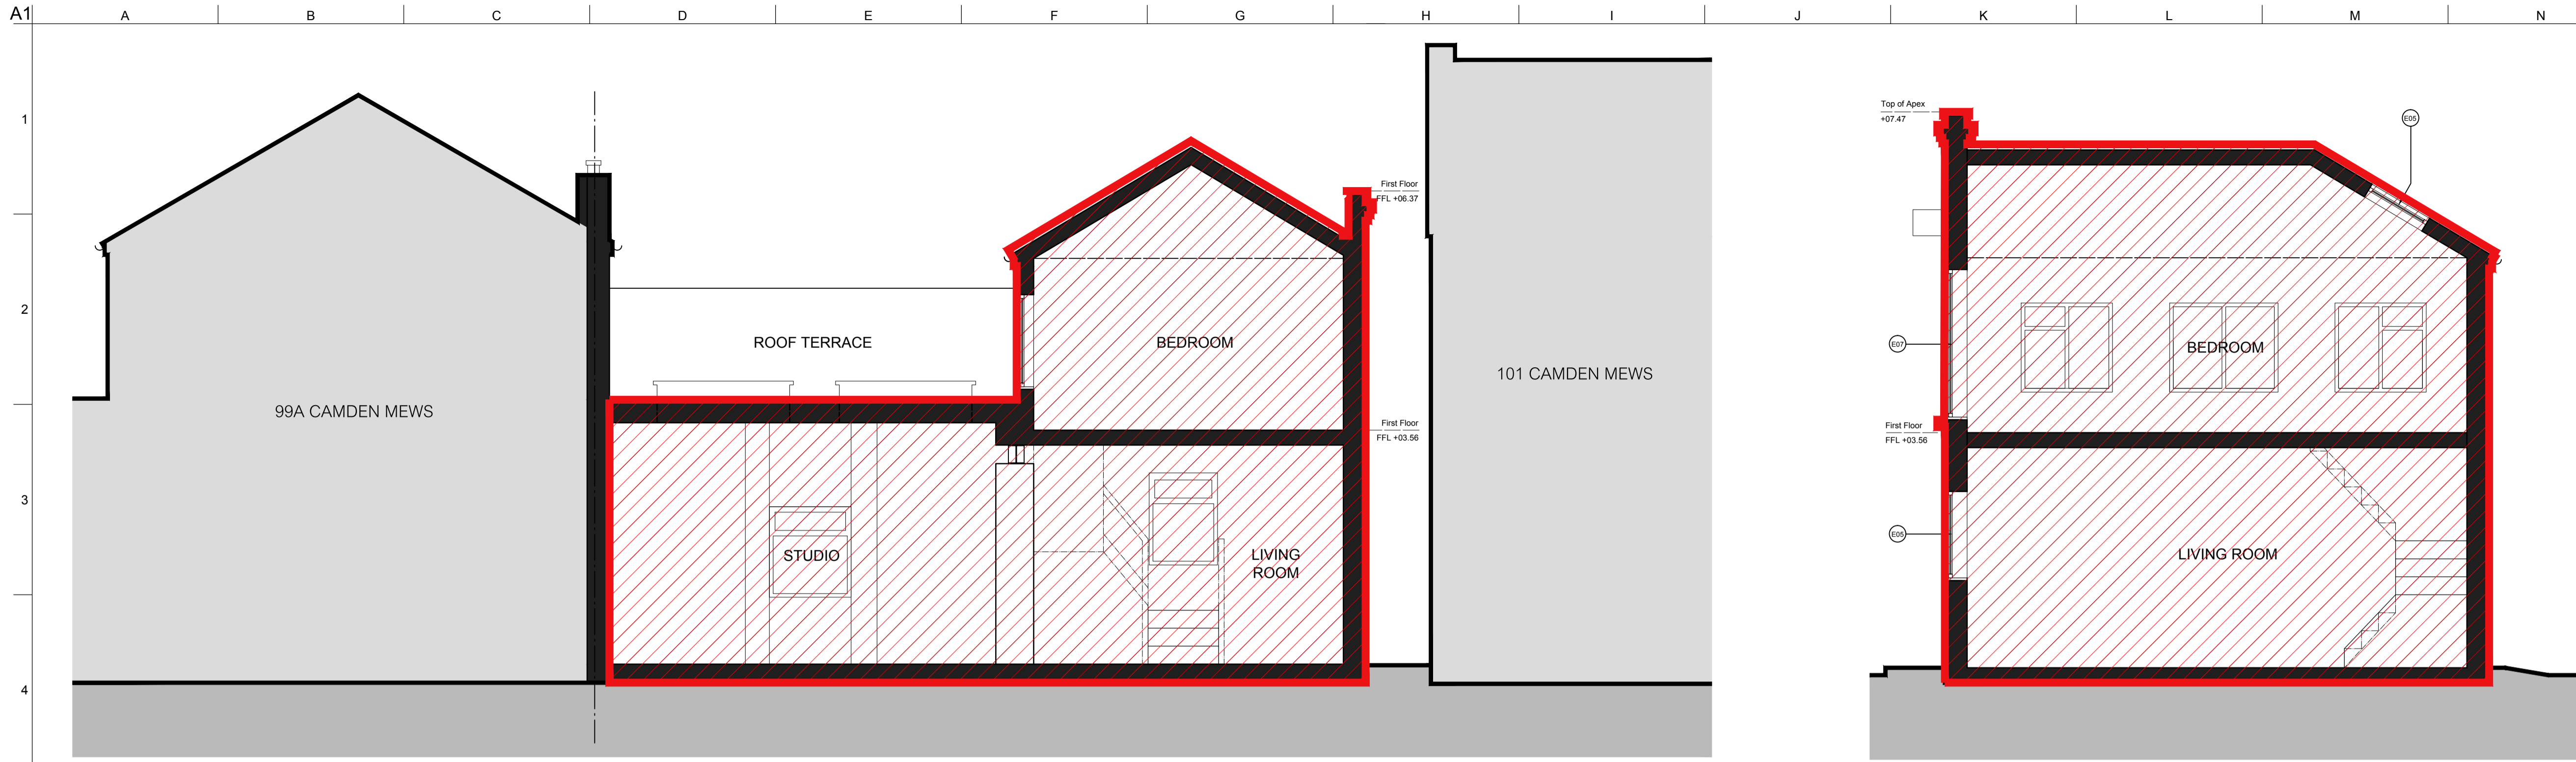 A1
A B C D E F G H I J K L M N
1
2
3
4
Top of Apex
+07.47
E05
First Floor
FFL +06.37
ROOF TERRACE
BEDROOM
E07
BEDROOM
101 CAMDEN MEWS
99A CAMDEN MEWS
First Floor
FFL +03.56
First Floor
FFL +03.56
E05
STUDIO
LIVING
ROOM
LIVING ROOM